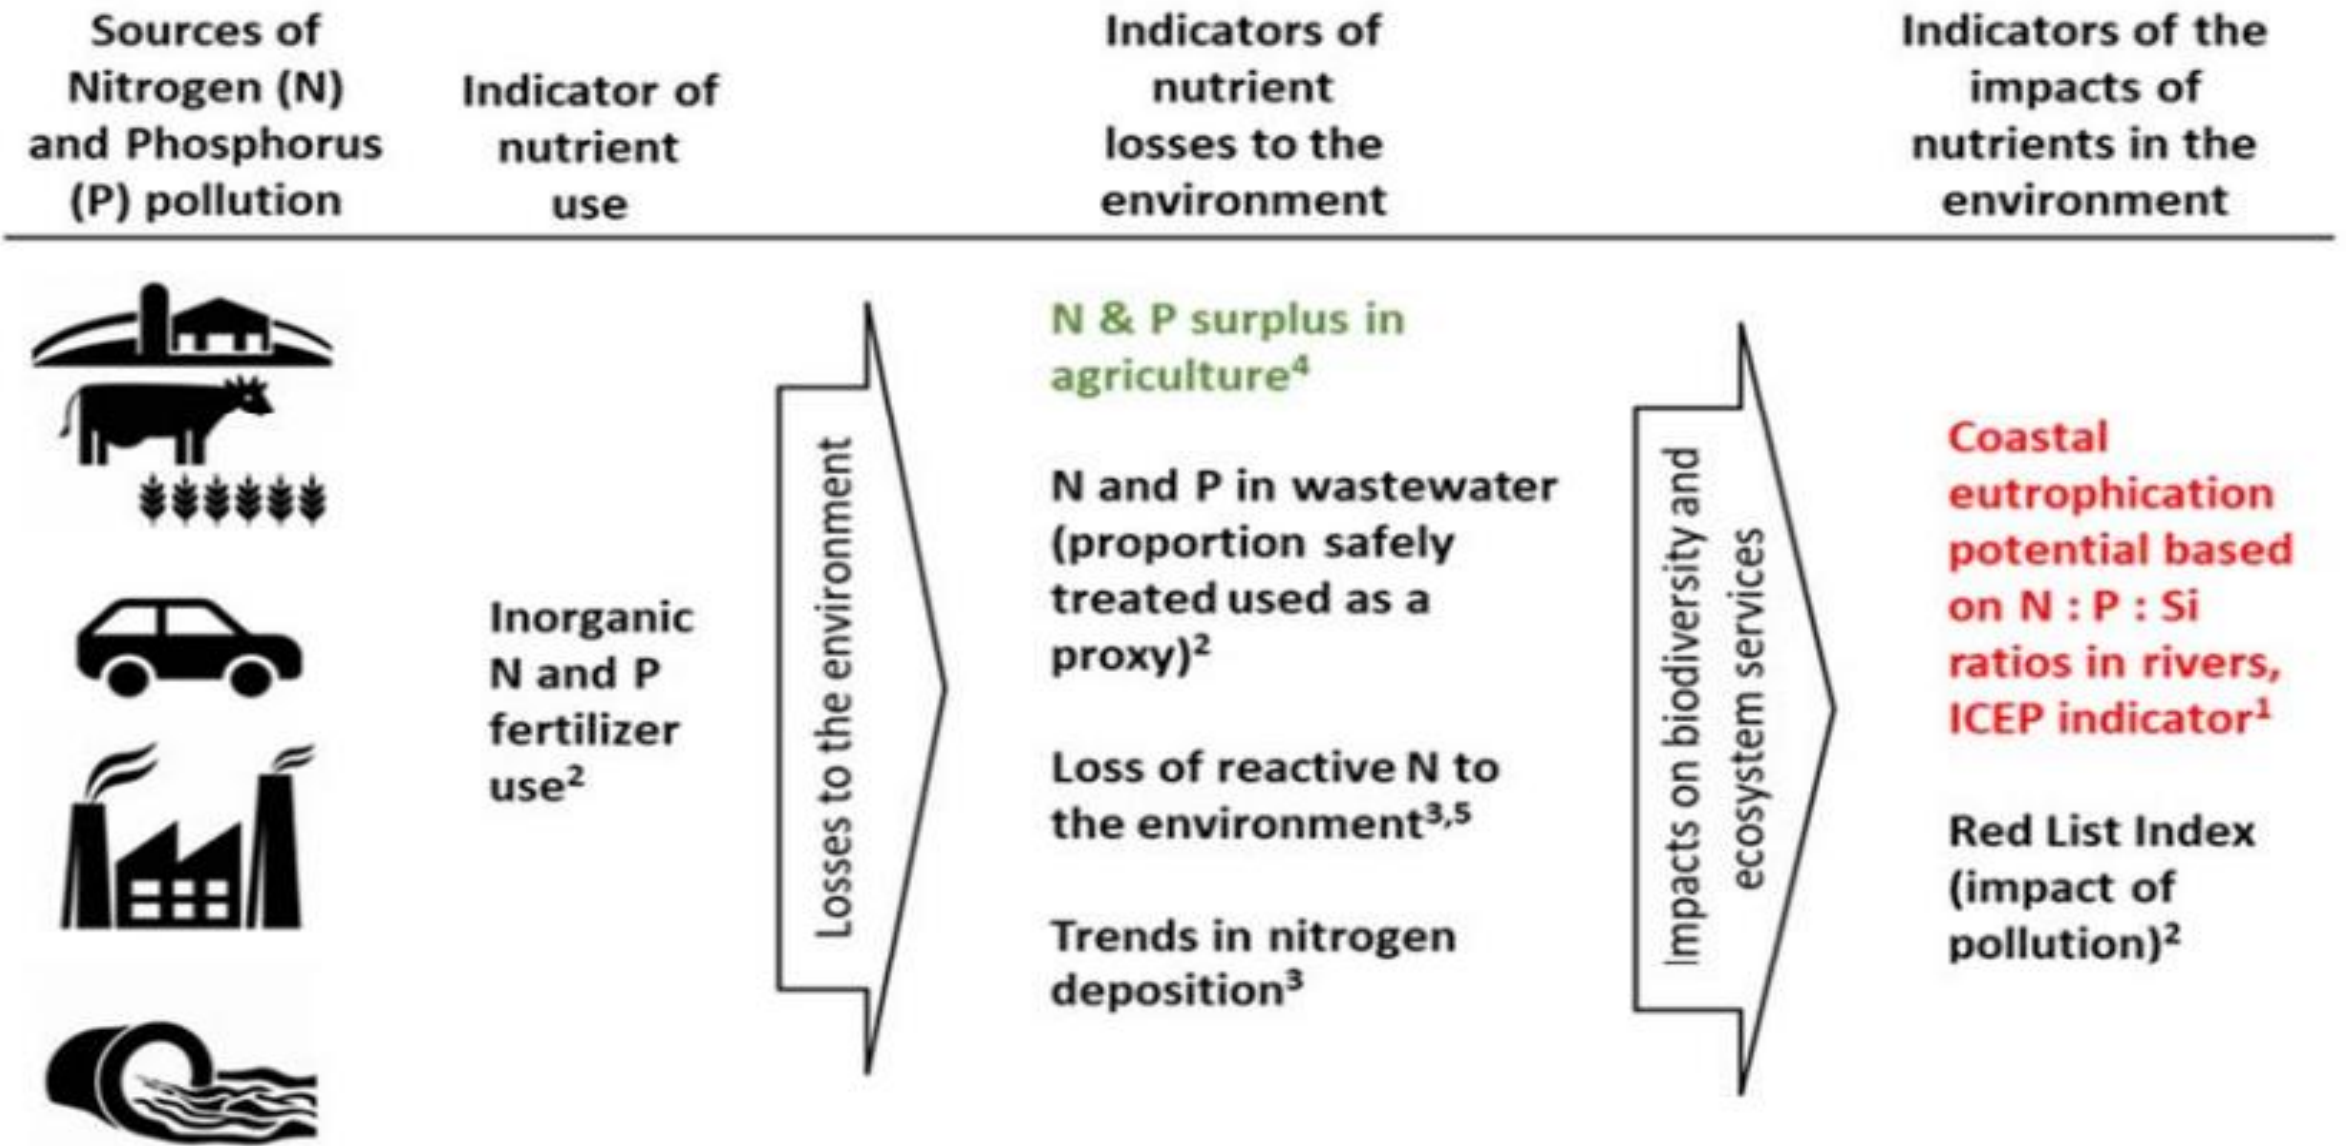 Sources of
Nitrogen (N)
and Phosphorus
(P) pollution
Indicator of
nutrient
use
Indicators of
nutrient
losses to the
environment
Indicators of the
impacts of
nutrients in the
environment
Inorganic
N and P
fertilizer
use²
Losses to the environment
N & P surplus in
agriculture⁴
N and P in wastewater
(proportion safely
treated used as a
proxy)²
Loss of reactive N to
the environment³,⁵
Trends in nitrogen
deposition³
Impacts on biodiversity and
ecosystem services
Coastal
eutrophication
potential based
on N : P : Si
ratios in rivers,
ICEP indicator¹
Red List Index
(impact of
pollution)²